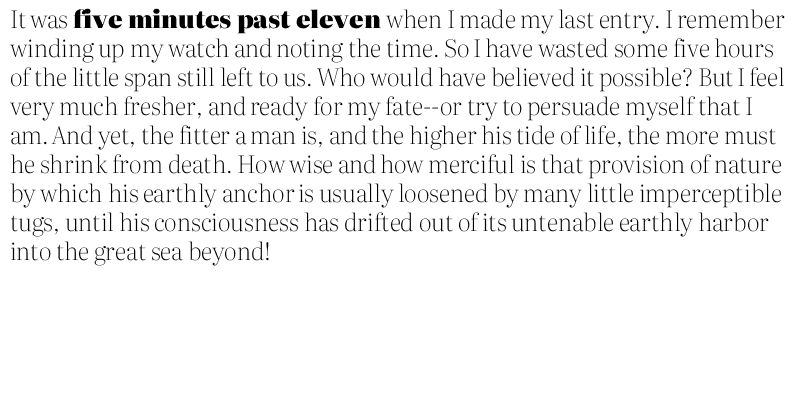 It was five minutes past eleven when I made my last entry. I remember
winding up my watch and noting the time. So I have wasted some five hours
of the little span still left to us. Who would have believed it possible? But I feel
very much fresher, and ready for my fate--or try to persuade myself that I
am. And yet, the fitter a man is, and the higher his tide of life, the more must
he shrink from death. How wise and how merciful is that provision of nature
by which his earthly anchor is usually loosened by many little imperceptible
tugs, until his consciousness has drifted out of its untenable earthly harbor
into the great sea beyond!